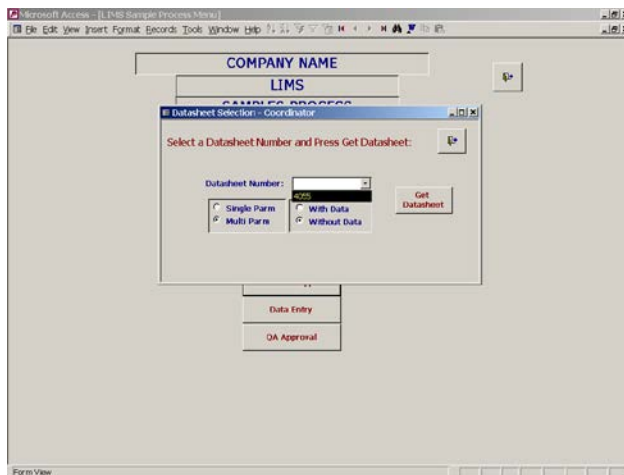 Microsoft Access - [LIMS Sample Process Menu]
File Edit View Insert Format Records Tools Window Help
COMPANY NAME
LIMS
SAMPLES PROCESS
Datasheet Selection - Coordinator
Select a Datasheet Number and Press Get Datasheet:
Datasheet Number:
4055
Single Parm
With Data
Get
Datasheet
Multi Parm
Without Data
Data Entry
QA Approval
Form View